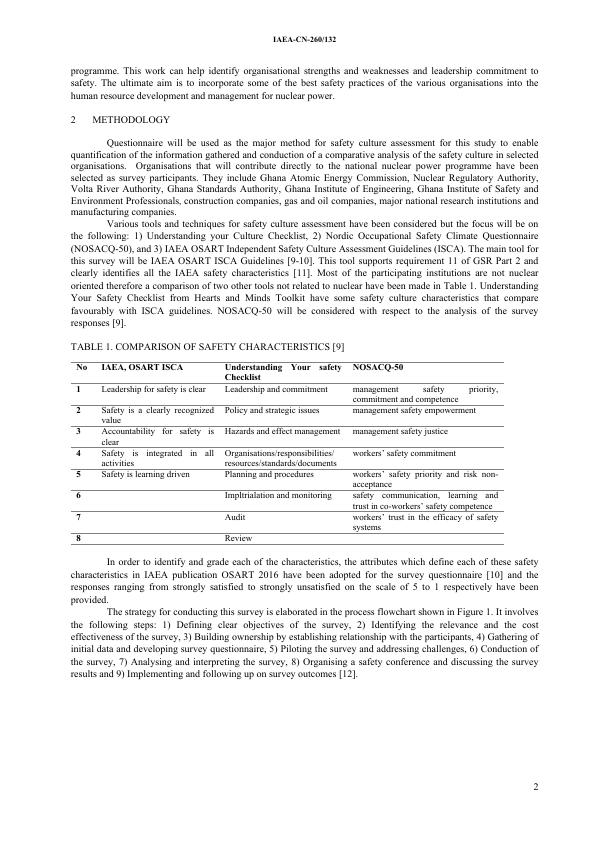 IAEA-CN-260/132
programme. This work can help identify organisational strengths and weaknesses and leadership commitment to
safety. The ultimate aim is to incorporate some of the best safety practices of the various organisations into the
human resource development and management for nuclear power.
2 METHODOLOGY
Questionnaire will be used as the major method for safety culture assessment for this study to enable
quantification of the information gathered and conduction of a comparative analysis of the safety culture in selected
organisations. Organisations that will contribute directly to the national nuclear power programme have been
selected as survey participants. They include Ghana Atomic Energy Commission, Nuclear Regulatory Authority,
Volta River Authority, Ghana Standards Authority, Ghana Institute of Engineering, Ghana Institute of Safety and
Environment Professionals, construction companies, gas and oil companies, major national research institutions and
manufacturing companies.
Various tools and techniques for safety culture assessment have been considered but the focus will be on
the following: 1) Understanding your Culture Checklist, 2) Nordic Occupational Safety Climate Questionnaire
(NOSACQ-50), and 3) IAEA OSART Independent Safety Culture Assessment Guidelines (ISCA). The main tool for
this survey will be IAEA OSART ISCA Guidelines [9-10]. This tool supports requirement 11 of GSR Part 2 and
clearly identifies all the IAEA safety characteristics [11]. Most of the participating institutions are not nuclear
oriented therefore a comparison of two other tools not related to nuclear have been made in Table 1. Understanding
Your Safety Checklist from Hearts and Minds Toolkit have some safety culture characteristics that compare
favourably with ISCA guidelines. NOSACQ-50 will be considered with respect to the analysis of the survey
responses [9].
TABLE 1. COMPARISON OF SAFETY CHARACTERISTICS [9]
No IAEA, OSART ISCA Understanding Your safety NOSACQ-50
Checklist
1 Leadership for safety is clear Leadership and commitment management safety priority,
commitment and competence
2 Safety is a clearly recognized Policy and strategic issues management safety empowerment
value
3 Accountability for safety is Hazards and effect management management safety justice
clear
4 Safety is integrated in all Organisations/responsibilities/ workers' safety commitment
activities resources/standards/documents
5 Safety is learning driven Planning and procedures workers' safety priority and risk non-
acceptance
6 Impltrialation and monitoring safety communication, learning and
trust in co-workers' safety competence
7 Audit workers' trust in the efficacy of safety
systems
8 Review
In order to identify and grade each of the characteristics, the attributes which define each of these safety
characteristics in IAEA publication OSART 2016 have been adopted for the survey questionnaire [10] and the
responses ranging from strongly satisfied to strongly unsatisfied on the scale of 5 to 1 respectively have been
provided.
The strategy for conducting this survey is elaborated in the process flowchart shown in Figure 1. It involves
the following steps: 1) Defining clear objectives of the survey, 2) Identifying the relevance and the cost
effectiveness of the survey, 3) Building ownership by establishing relationship with the participants, 4) Gathering of
initial data and developing survey questionnaire, 5) Piloting the survey and addressing challenges, 6) Conduction of
the survey, 7) Analysing and interpreting the survey, 8) Organising a safety conference and discussing the survey
results and 9) Implementing and following up on survey outcomes [12].
2